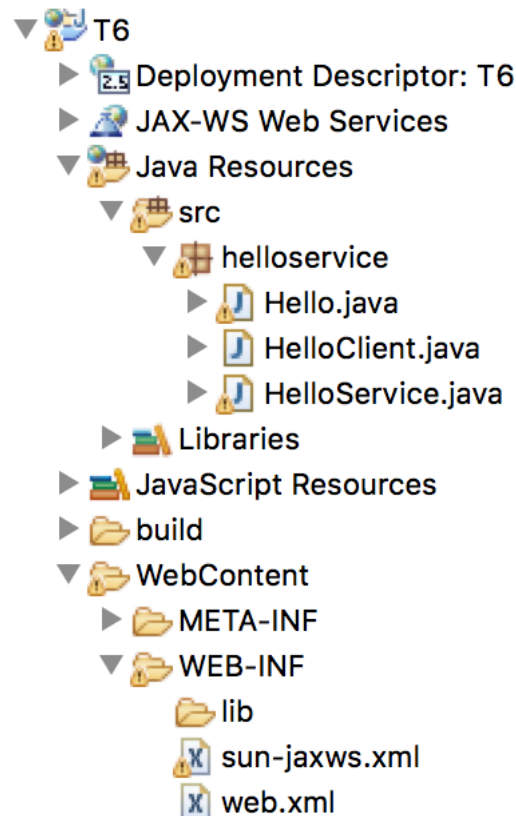 T6
2.5 Deployment Descriptor: T6
JAX-WS Web Services
Java Resources
src
helloservice
J Hello.java
J HelloClient.java
J HelloService.java
Libraries
JavaScript Resources
build
WebContent
META-INF
WEB-INF
lib
X sun-jaxws.xml
X web.xml